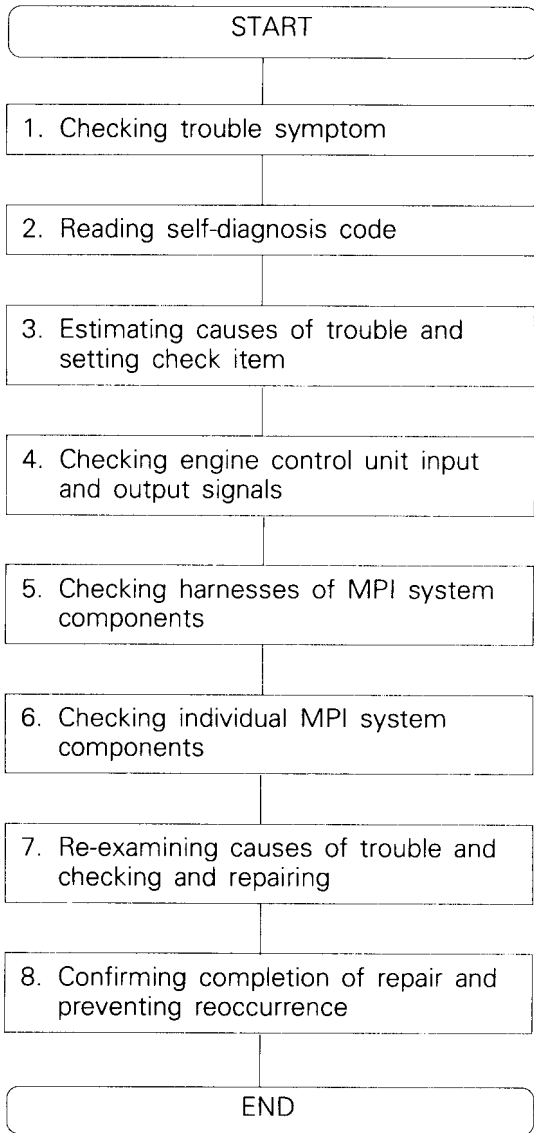 START
1. Checking trouble symptom
2. Reading self-diagnosis code
3. Estimating causes of trouble and
setting check item
4. Checking engine control unit input
and output signals
5. Checking harnesses of MPI system
components
6. Checking individual MPI system
components
7. Re-examining causes of trouble and
checking and repairing
8. Confirming completion of repair and
preventing reoccurrence
END